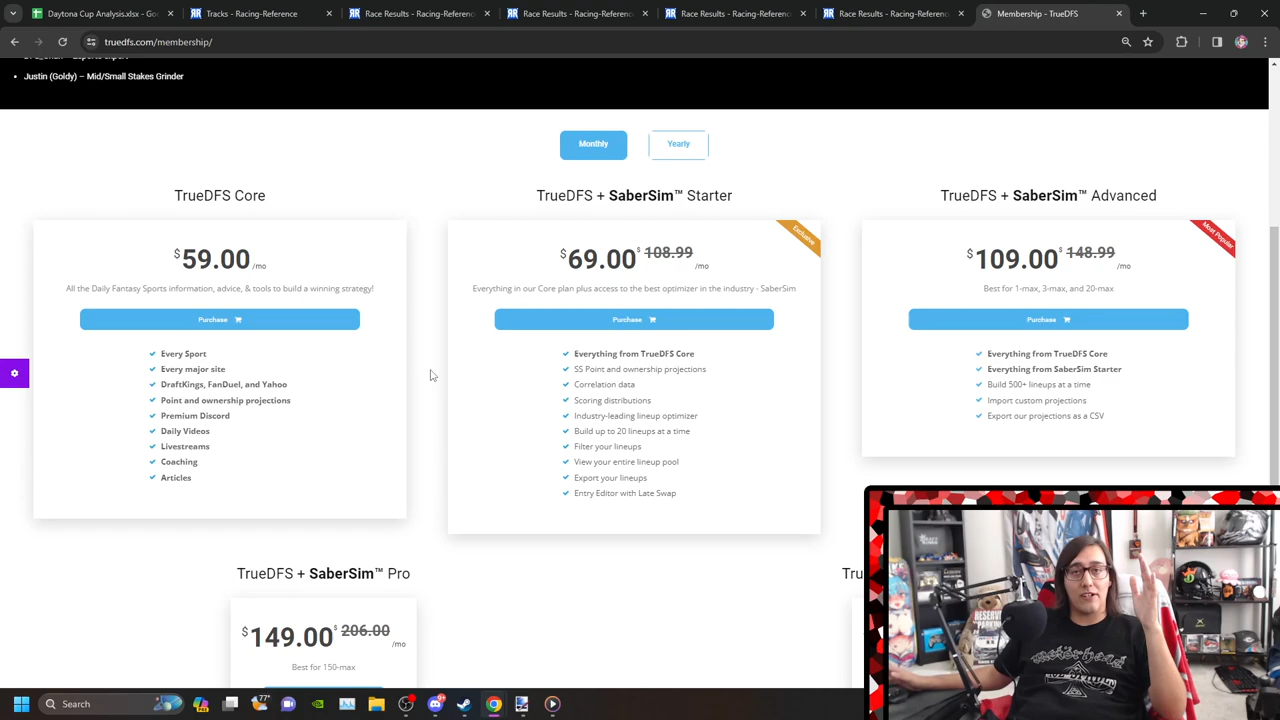 Daytona Cup Analysis.xlsx - Go
Tracks - Racing-Reference
Race Results - Racing-Reference
Race Results - Racing-Reference
Race Results - Racing-Reference
Race Results - Racing-Reference
Membership - TrueDFS
truedfs.com/membership/
Justin (Goldy) – Mid/Small Stakes Grinder
Monthly
Yearly
TrueDFS Core
$59.00/mo
All the Daily Fantasy Sports information, advice, & tools to build a winning strategy!
Purchase
Every Sport
Every major site
DraftKings, FanDuel, and Yahoo
Point and ownership projections
Premium Discord
Daily Videos
Livestreams
Coaching
Articles
TrueDFS + SaberSim™ Starter
Exclusive
$69.00 $108.99 /mo
Everything in our Core plan plus access to the best optimizer in the industry - SaberSim
Purchase
Everything from TrueDFS Core
SS Point and ownership projections
Correlation data
Scoring distributions
Industry-leading lineup optimizer
Build up to 20 lineups at a time
Filter your lineups
View your entire lineup pool
Export your lineups
Entry Editor with Late Swap
TrueDFS + SaberSim™ Advanced
Most Popular
$109.00 $148.99 /mo
Best for 1-max, 3-max, and 20-max
Purchase
Everything from TrueDFS Core
Everything from SaberSim Starter
Build 500+ lineups at a time
Import custom projections
Export our projections as a CSV
TrueDFS + SaberSim™ Pro
$149.00 $206.00 /mo
Best for 150-max
Tru
RESERVED
PARKING
Motörhead
Search
77°